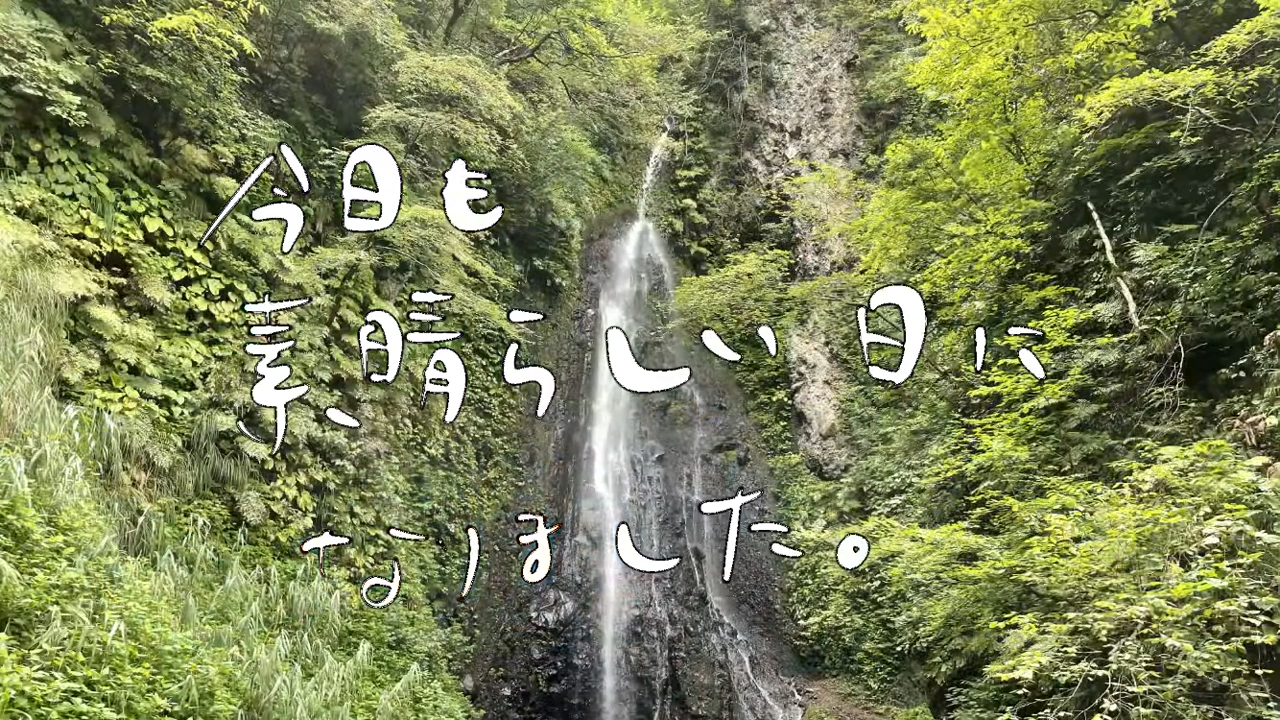 今日も
素晴らしい日に
なりました。